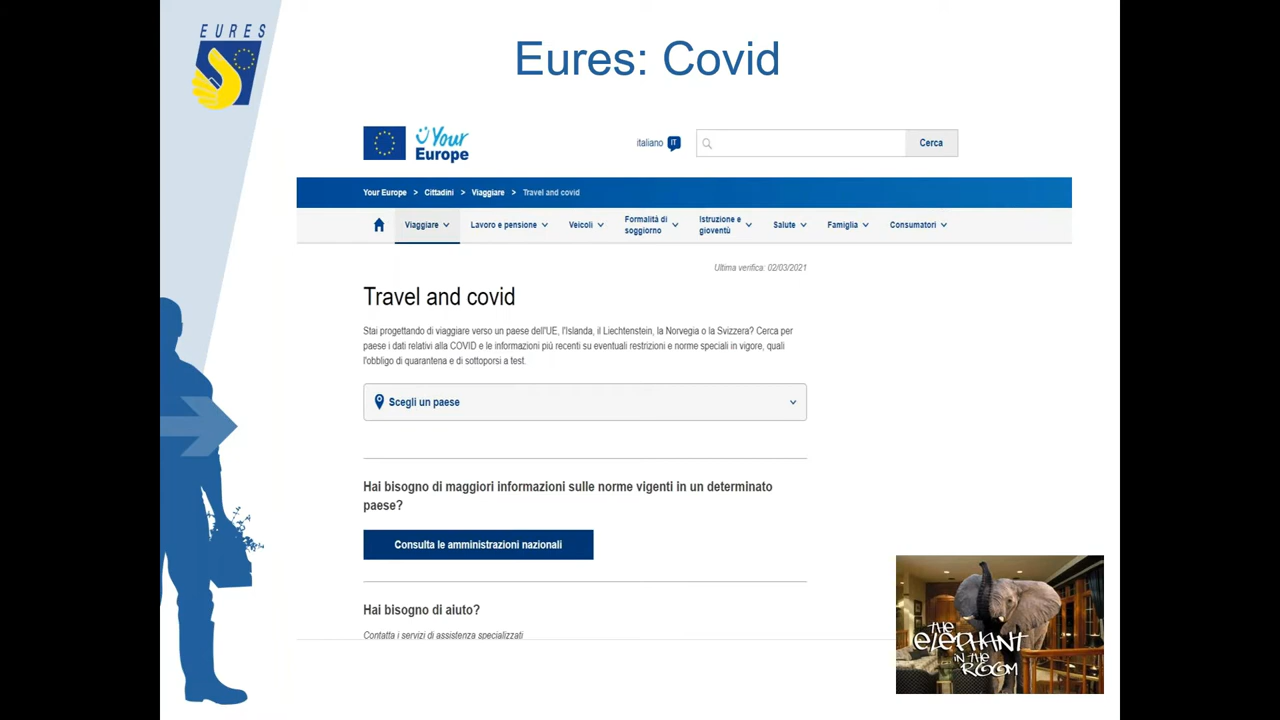 EURES
Eures: Covid
Your
Europe
italiano IT
Cerca
Your Europe > Cittadini > Viaggiare > Travel and covid
Viaggiare
Lavoro e pensione
Veicoli
Formalità di
soggiorno
Istruzione e
gioventù
Salute
Famiglia
Consumatori
Ultima verifica: 02/03/2021
Travel and covid
Stai progettando di viaggiare verso un paese dell'UE, l'Islanda, il Liechtenstein, la Norvegia o la Svizzera? Cerca per
paese i dati relativi alla COVID e le informazioni più recenti su eventuali restrizioni e norme speciali in vigore, quali
l'obbligo di quarantena e di sottoporsi a test.
Scegli un paese
Hai bisogno di maggiori informazioni sulle norme vigenti in un determinato
paese?
Consulta le amministrazioni nazionali
Hai bisogno di aiuto?
Contatta i servizi di assistenza specializzati
THE
ELEPHANT
IN THE
ROOM